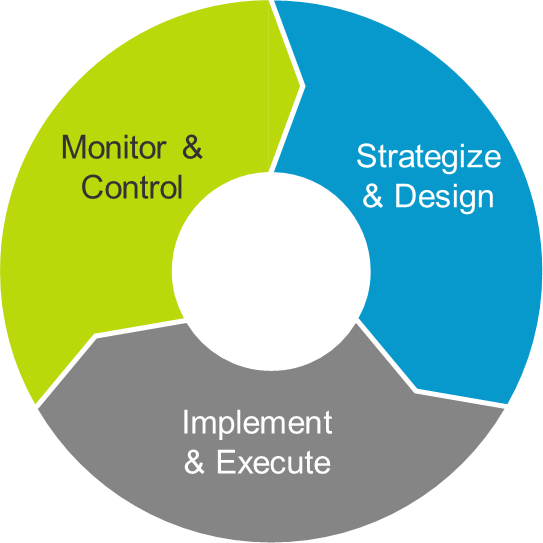 Monitor &
Control
Strategize
& Design
Implement
& Execute